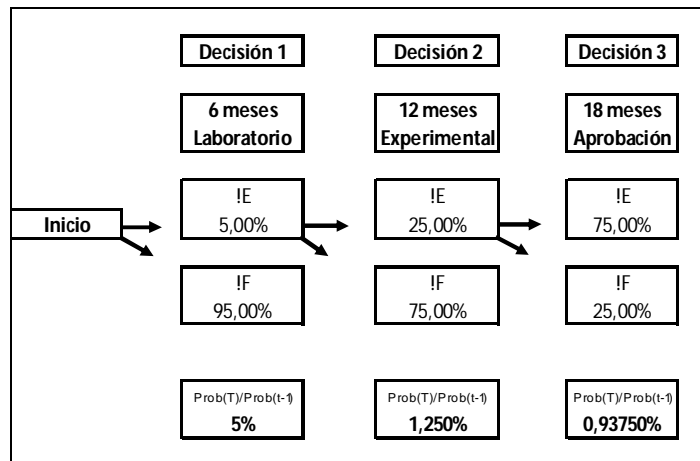 Decisión 1 Decisión 2 Decisión 3
6 meses 12 meses 18 meses
Laboratorio Experimental Aprobación
!E !E !E
Inicio 5,00% 25,00% 75,00%
!F !F !F
95,00% 75,00% 25,00%
Prob(T)/Prob(t-1) Prob(T)/Prob(t-1) Prob(T)/Prob(t-1)
5% 1,250% 0,93750%